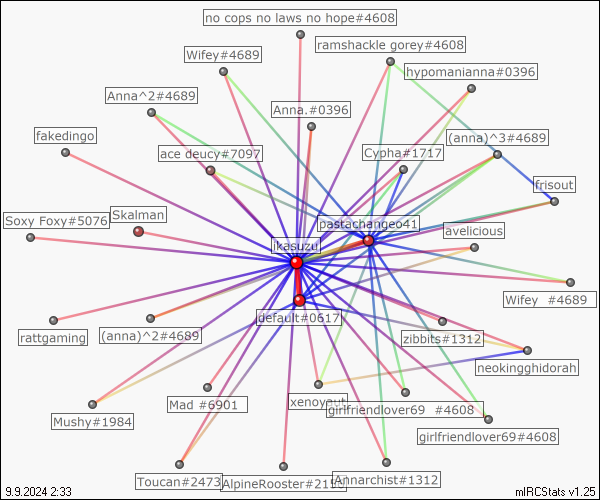 no cops no laws no hope#4608
ramshackle gorey#4608
Wifey#4689
hypomanianna#0396
Anna^2#4689
Anna.#0396
fakedingo
(anna)^3#4689
ace deucy#7097
Cypha#1717
frisout
Soxy Foxy#5076
Skalman
pastachangeo41
avelicious
ikasuzu
Wifey #4689
default#0617
rattgaming
(anna)^2#4689
zibbits#1312
neokingghidorah
Mushy#1984
Mad #6901
girlfriendlover69 #4608
girlfriendlover69#4608
Toucan#2473
Annarchist#1312
9.9.2024 2:33
mIRCStats v1.25